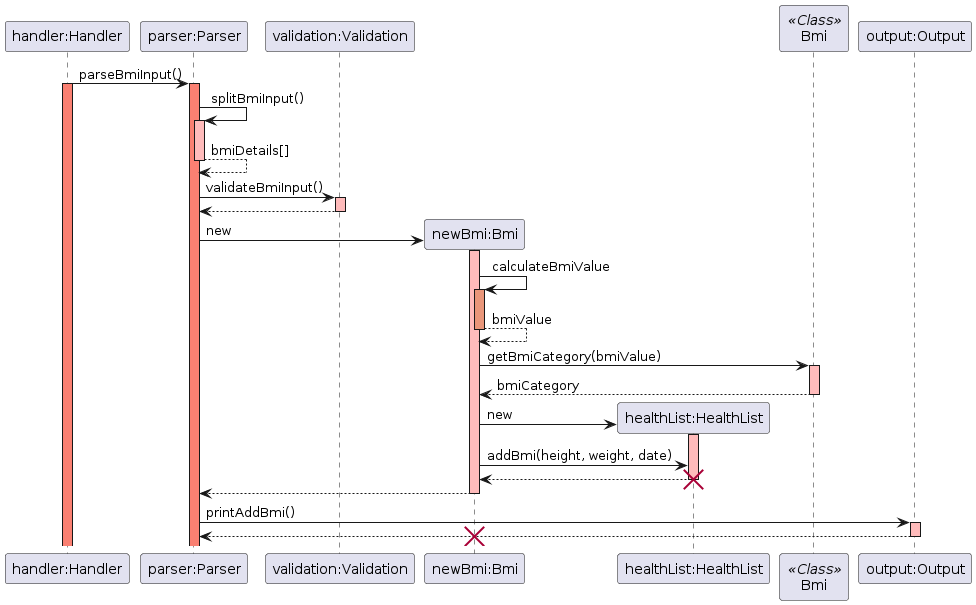 «Class»
handler:Handler parser:Parser validation:Validation Bmi output:Output
parseBmiInput()
splitBmiInput()
bmiDetails[]
validateBmiInput()
new newBmi:Bmi
calculateBmiValue
bmiValue
getBmiCategory(bmiValue)
bmiCategory
new healthList:HealthList
addBmi(height, weight, date)
printAddBmi()
handler:Handler parser:Parser validation:Validation newBmi:Bmi healthList:HealthList «Class» output:Output
Bmi